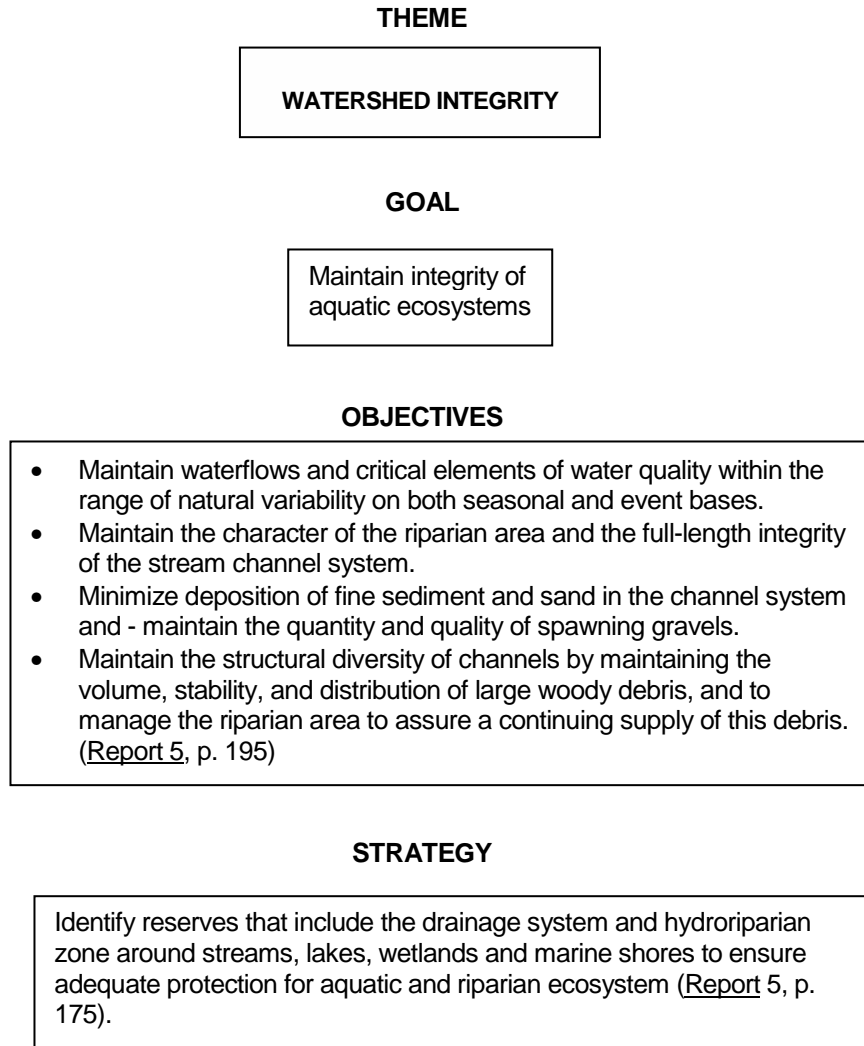 THEME
WATERSHED INTEGRITY
GOAL
Maintain integrity of
aquatic ecosystems
OBJECTIVES
• Maintain waterflows and critical elements of water quality within the
range of natural variability on both seasonal and event bases.
• Maintain the character of the riparian area and the full-length integrity
of the stream channel system.
• Minimize deposition of fine sediment and sand in the channel system
and - maintain the quantity and quality of spawning gravels.
• Maintain the structural diversity of channels by maintaining the
volume, stability, and distribution of large woody debris, and to
manage the riparian area to assure a continuing supply of this debris.
(Report 5, p. 195)
STRATEGY
Identify reserves that include the drainage system and hydroriparian
zone around streams, lakes, wetlands and marine shores to ensure
adequate protection for aquatic and riparian ecosystem (Report 5, p.
175).